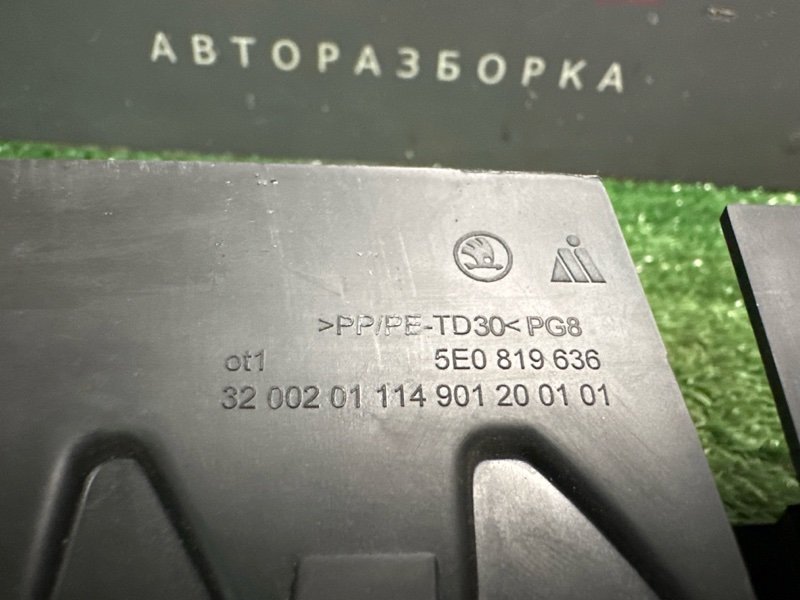 АВТОРАЗБОРКА
>PP/PE-TD30< PG8
ot1 5E0 819 636
32 002 01 114 901 20 01 01